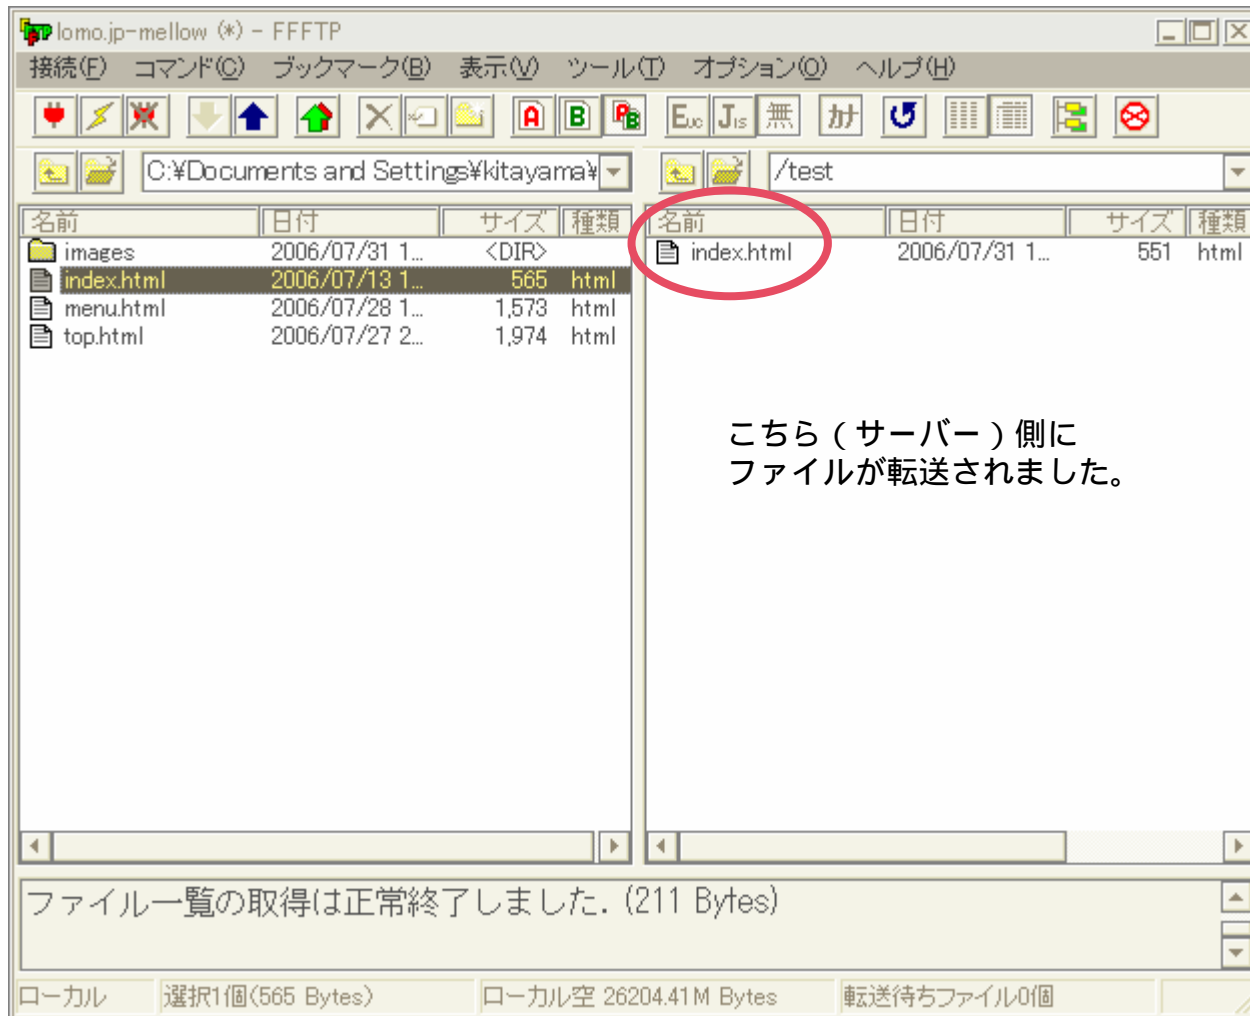 lomo.jp-mellow (*) - FFFTP
接続(F) コマンド(C) ブックマーク(B) 表示(V) ツール(T) オプション(O) ヘルプ(H)
A B PB Euc Jis 無 カナ
C:¥Documents and Settings¥kitayama¥ /test
名前 日付 サイズ 種類 名前 日付 サイズ 種類
images 2006/07/31 1... <DIR> index.html 2006/07/31 1... 551 html
index.html 2006/07/13 1... 565 html
menu.html 2006/07/28 1... 1,573 html
top.html 2006/07/27 2... 1,974 html
こちら（サーバー）側に
ファイルが転送されました。
ファイル一覧の取得は正常終了しました. (211 Bytes)
ローカル 選択1個(565 Bytes) ローカル空 26204.41M Bytes 転送待ちファイル0個